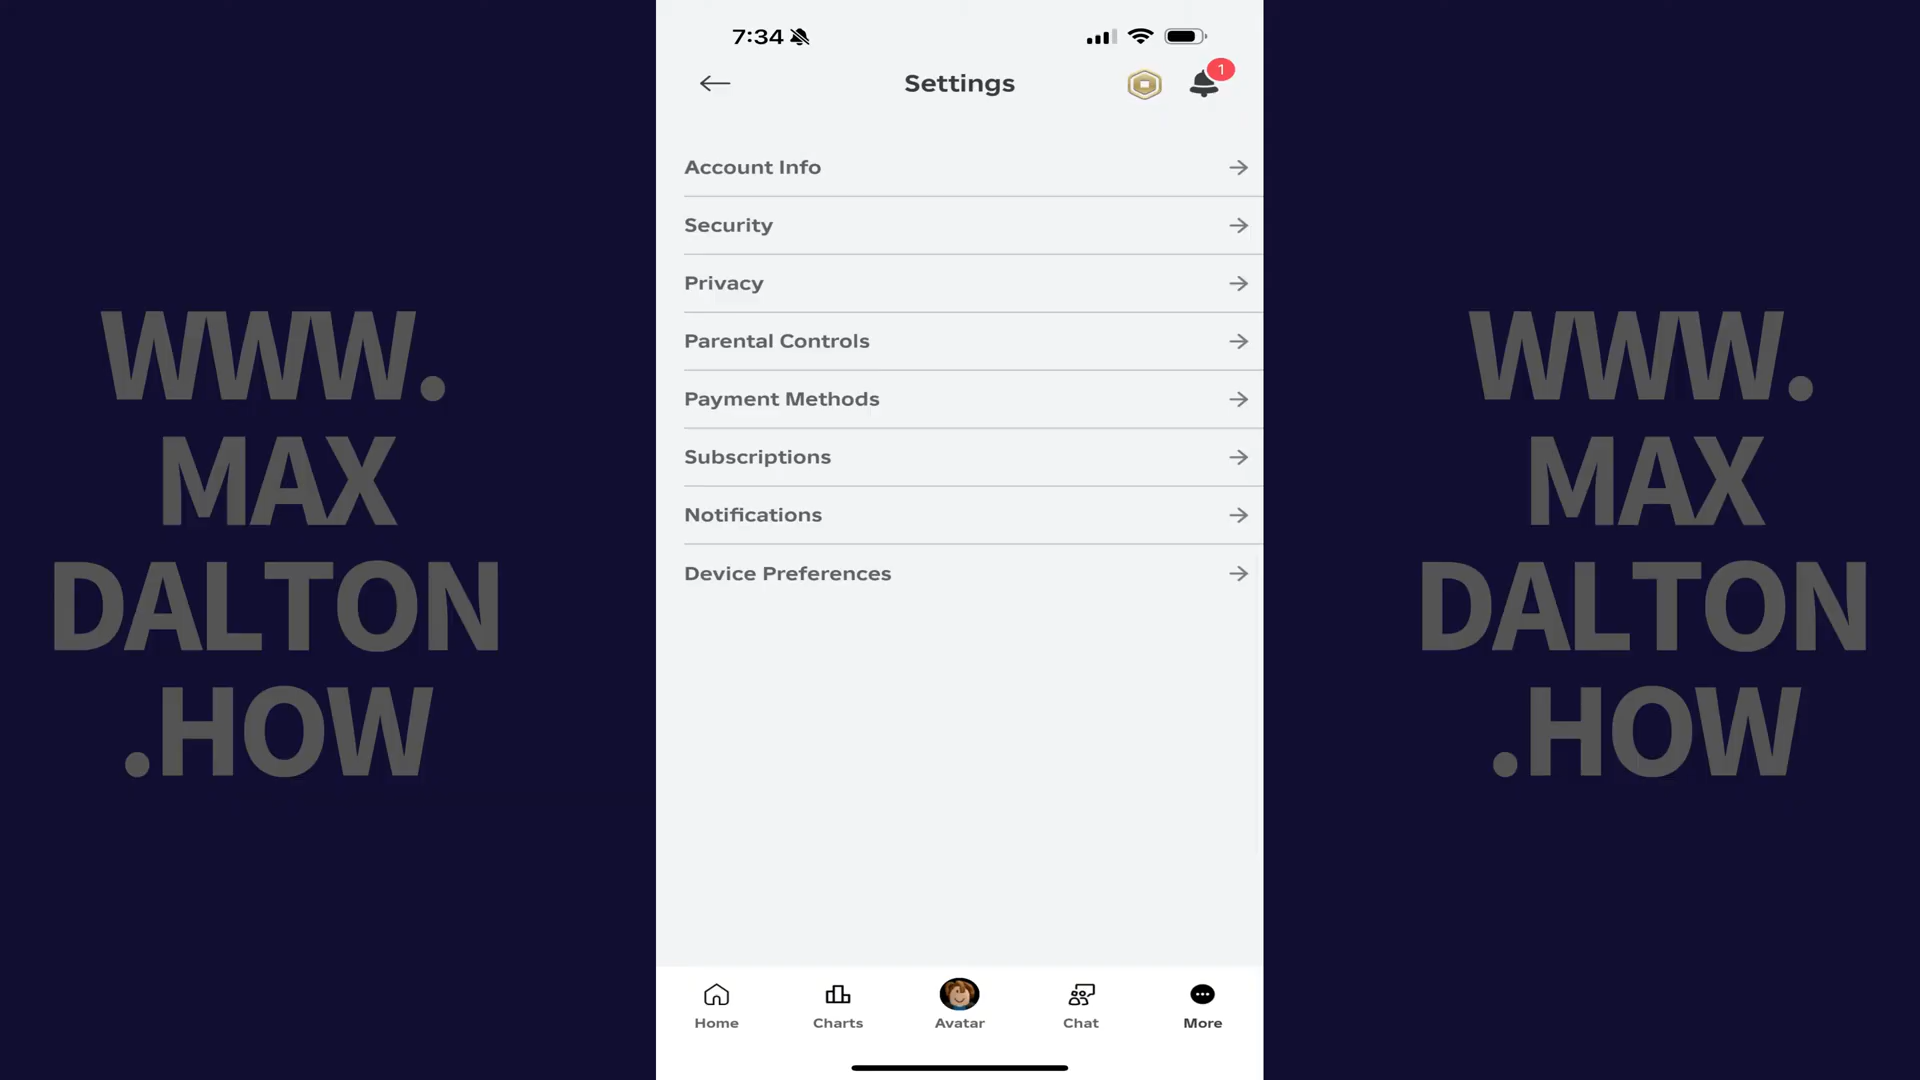 WWW.
MAX
DALTON
.HOW
7:34
Settings
1
Account Info
Security
Privacy
Parental Controls
Payment Methods
Subscriptions
Notifications
Device Preferences
Home
Charts
Avatar
Chat
More
WWW.
MAX
DALTON
.HOW